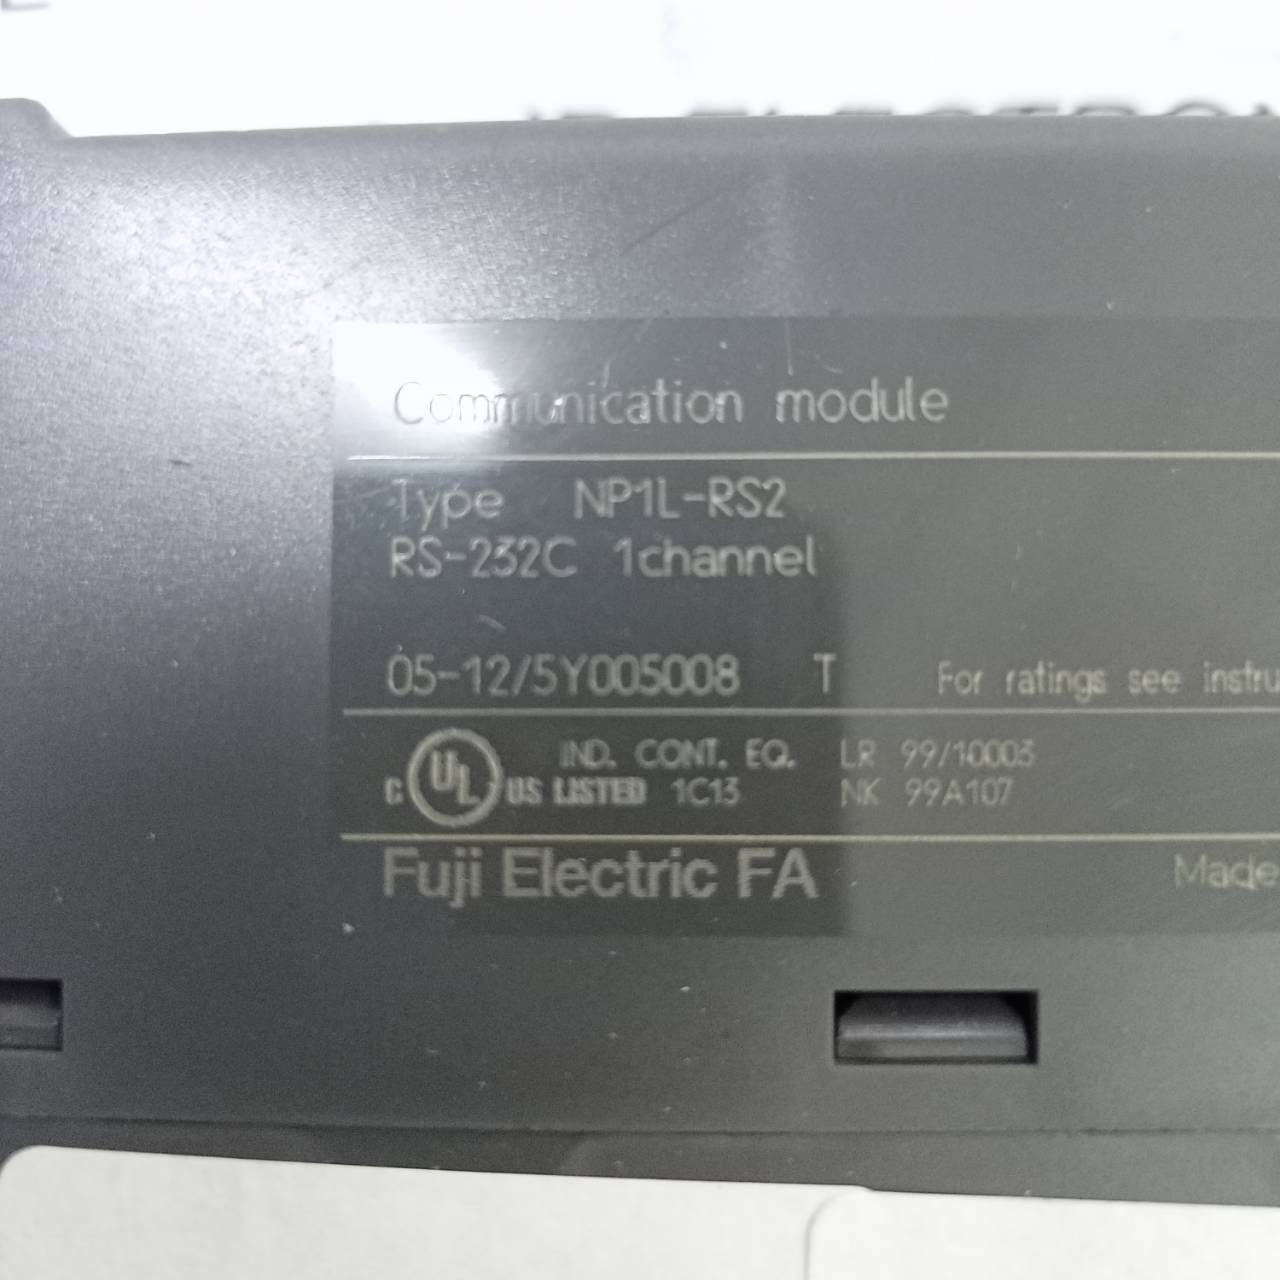 Communication module
Type NP1L-RS2
RS-232C 1channel
05-12/5Y005008 T For ratings see instru
C UL US IND. CONT. EQ. LR 99/10003
LISTED 1C13 NK 99A107
Fuji Electric FA Made